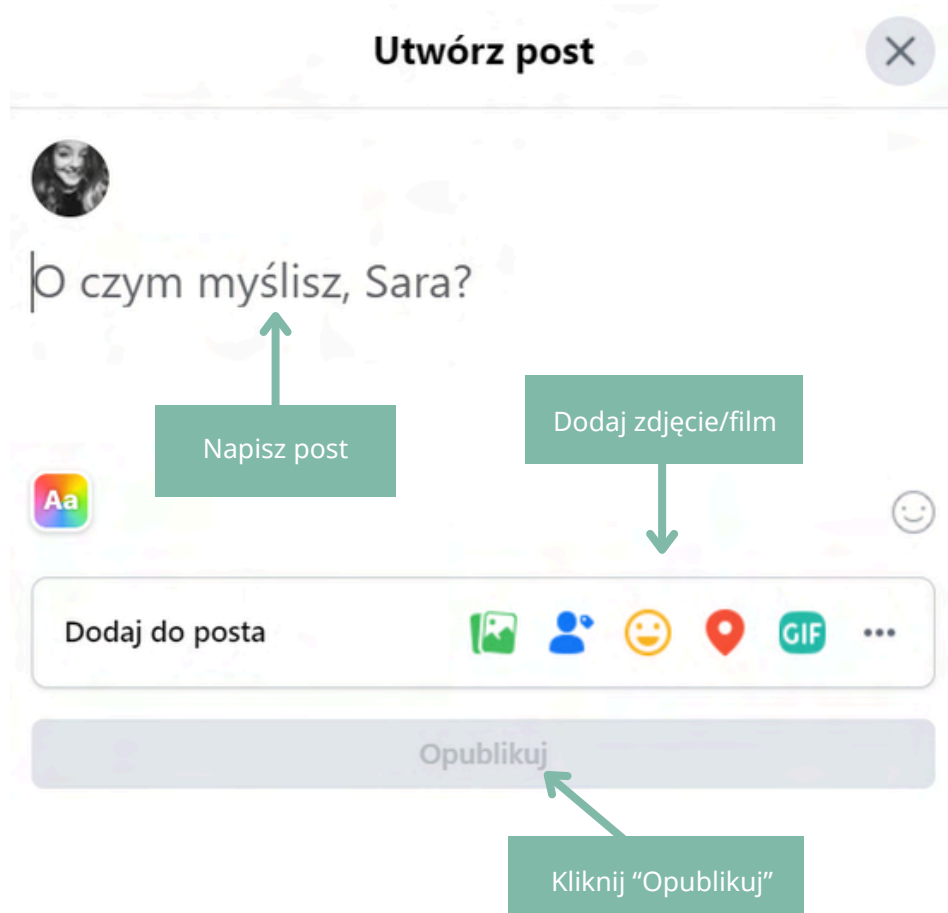 Utwórz post
O czym myślisz, Sara?
Napisz post
Dodaj zdjęcie/film
Aa
Dodaj do posta
GIF
Opublikuj
Kliknij “Opublikuj”